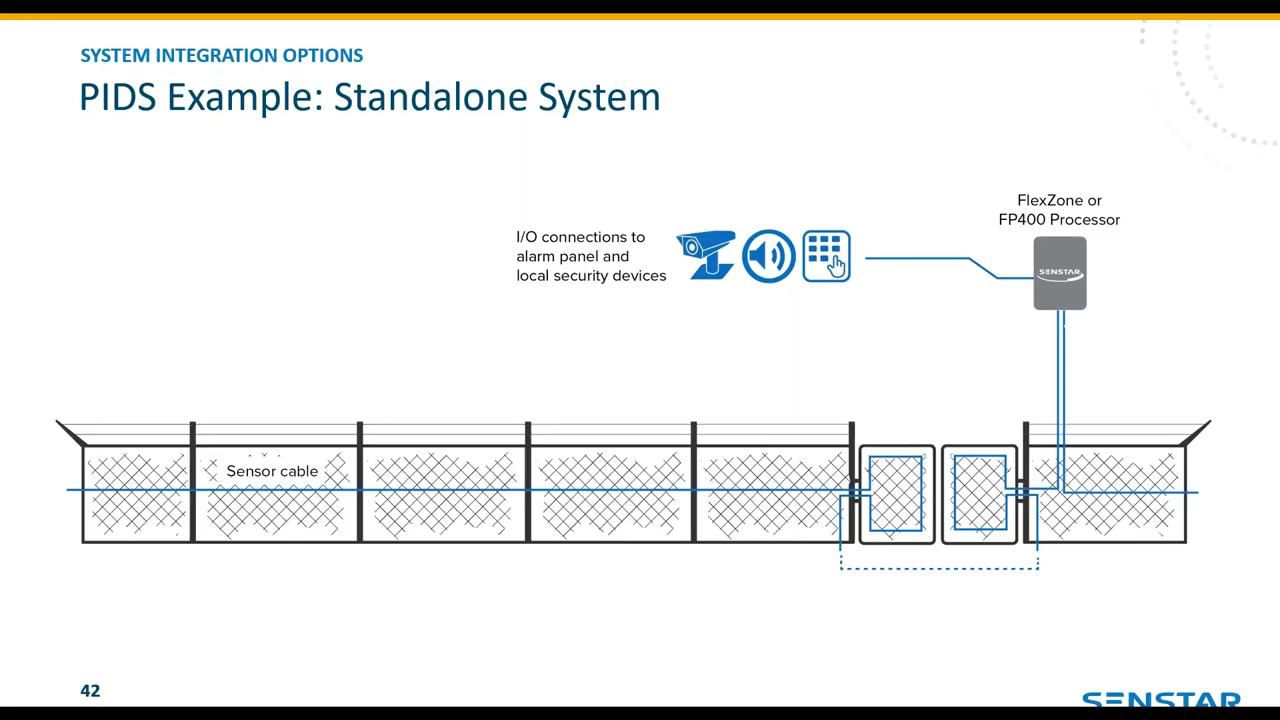 SYSTEM INTEGRATION OPTIONS
PIDS Example: Standalone System
FlexZone or
FP400 Processor
I/O connections to
alarm panel and
local security devices
SENSTAR
Sensor cable
42
SENSTAR